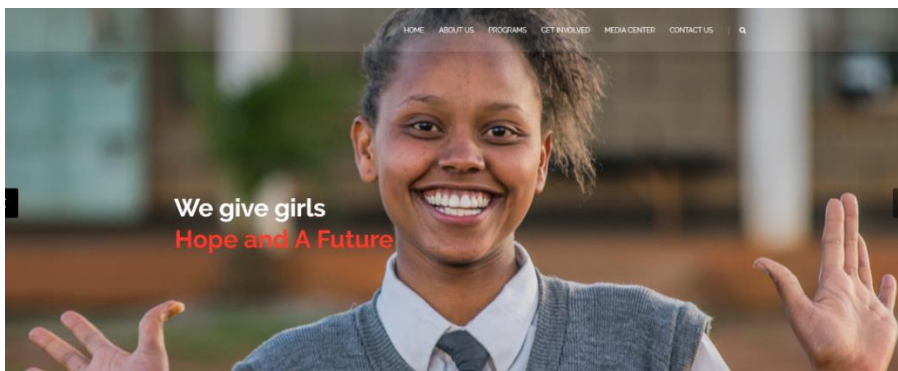 HOME ABOUT US PROGRAMS GET INVOLVED MEDIA CENTER CONTACT US
We give girls
Hope and A Future